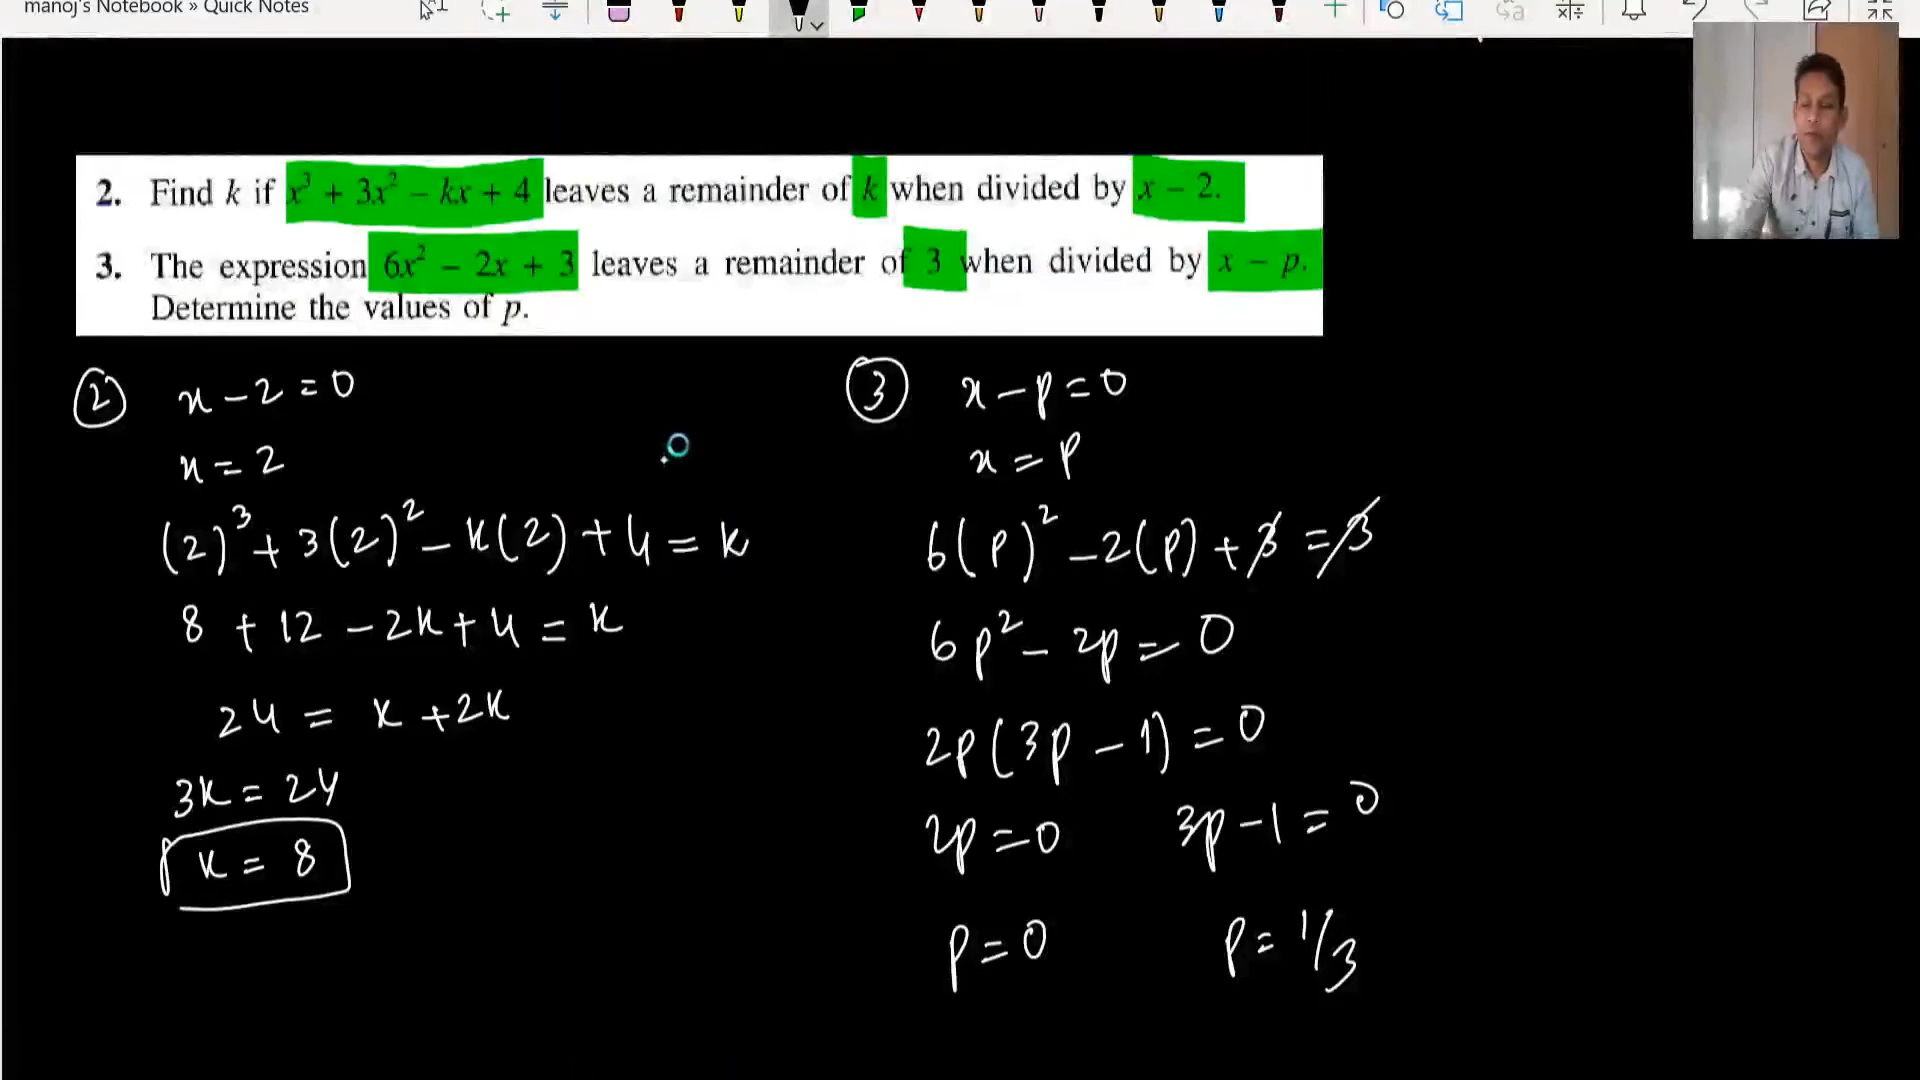 manoj's Notebook » Quick Notes
2. Find k if x³ + 3x² − kx + 4 leaves a remainder of k when divided by x − 2.
3. The expression 6x² − 2x + 3 leaves a remainder of 3 when divided by x − p.
Determine the values of p.
② x − 2 = 0
x = 2
(2)³ + 3(2)² − k(2) + 4 = k
8 + 12 − 2k + 4 = k
24 = k + 2k
3k = 24
k = 8
③ x − p = 0
x = p
6(p)² − 2(p) + 3 = 3
6p² − 2p = 0
2p(3p − 1) = 0
2p = 0 3p − 1 = 0
p = 0 p = 1/3